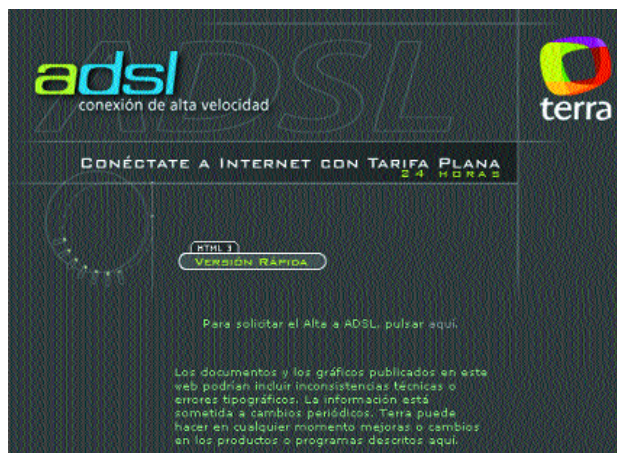 ADSL
adsl
conexión de alta velocidad
terra
CONÉCTATE A INTERNET CON TARIFA PLANA
24 HORAS
HTML 3
VERSIÓN RÁPIDA
Para solicitar el Alta a ADSL, pulsar aquí.
Los documentos y los gráficos publicados en este
web podrían incluir inconsistencias técnicas o
errores tipográficos. La información está
sometida a cambios periódicos. Terra puede
hacer en cualquier momento mejoras o cambios
en los productos o programas descritos aquí.